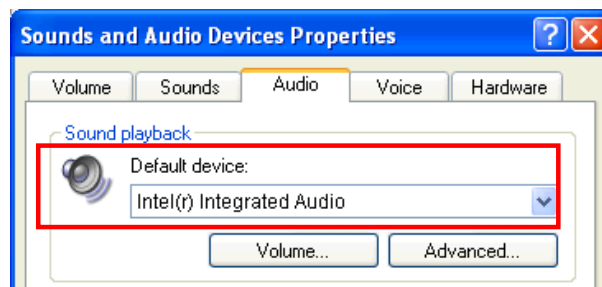 Sounds and Audio Devices Properties
Volume Sounds Audio Voice Hardware
Sound playback
Default device:
Intel(r) Integrated Audio
Volume... Advanced...